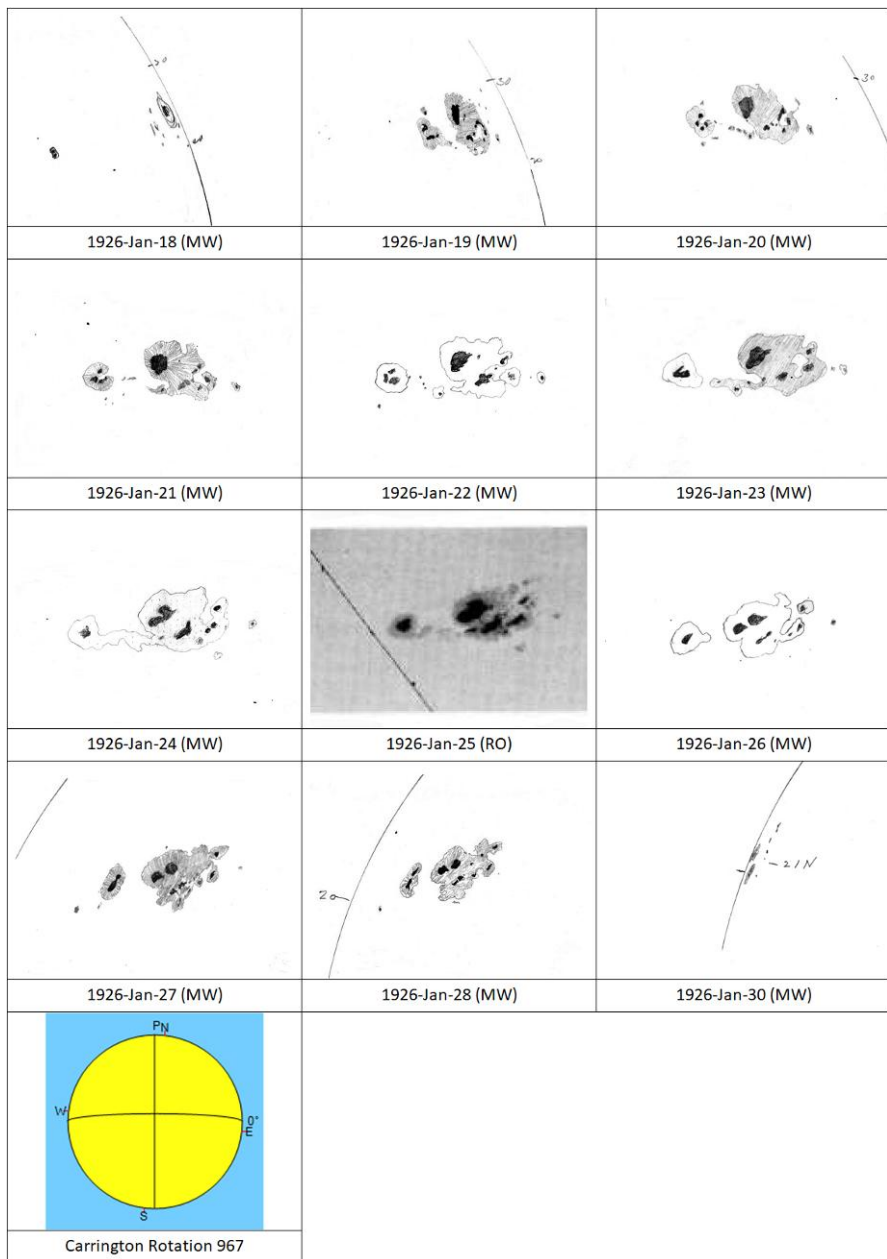 30
20
1926-Jan-18 (MW)
30
20
1926-Jan-19 (MW)
30
1926-Jan-20 (MW)
1926-Jan-21 (MW)
1926-Jan-22 (MW)
1926-Jan-23 (MW)
1926-Jan-24 (MW)
1926-Jan-25 (RO)
1926-Jan-26 (MW)
1926-Jan-27 (MW)
20
1926-Jan-28 (MW)
21N
1926-Jan-30 (MW)
PN
W
0°
E
S
Carrington Rotation 967